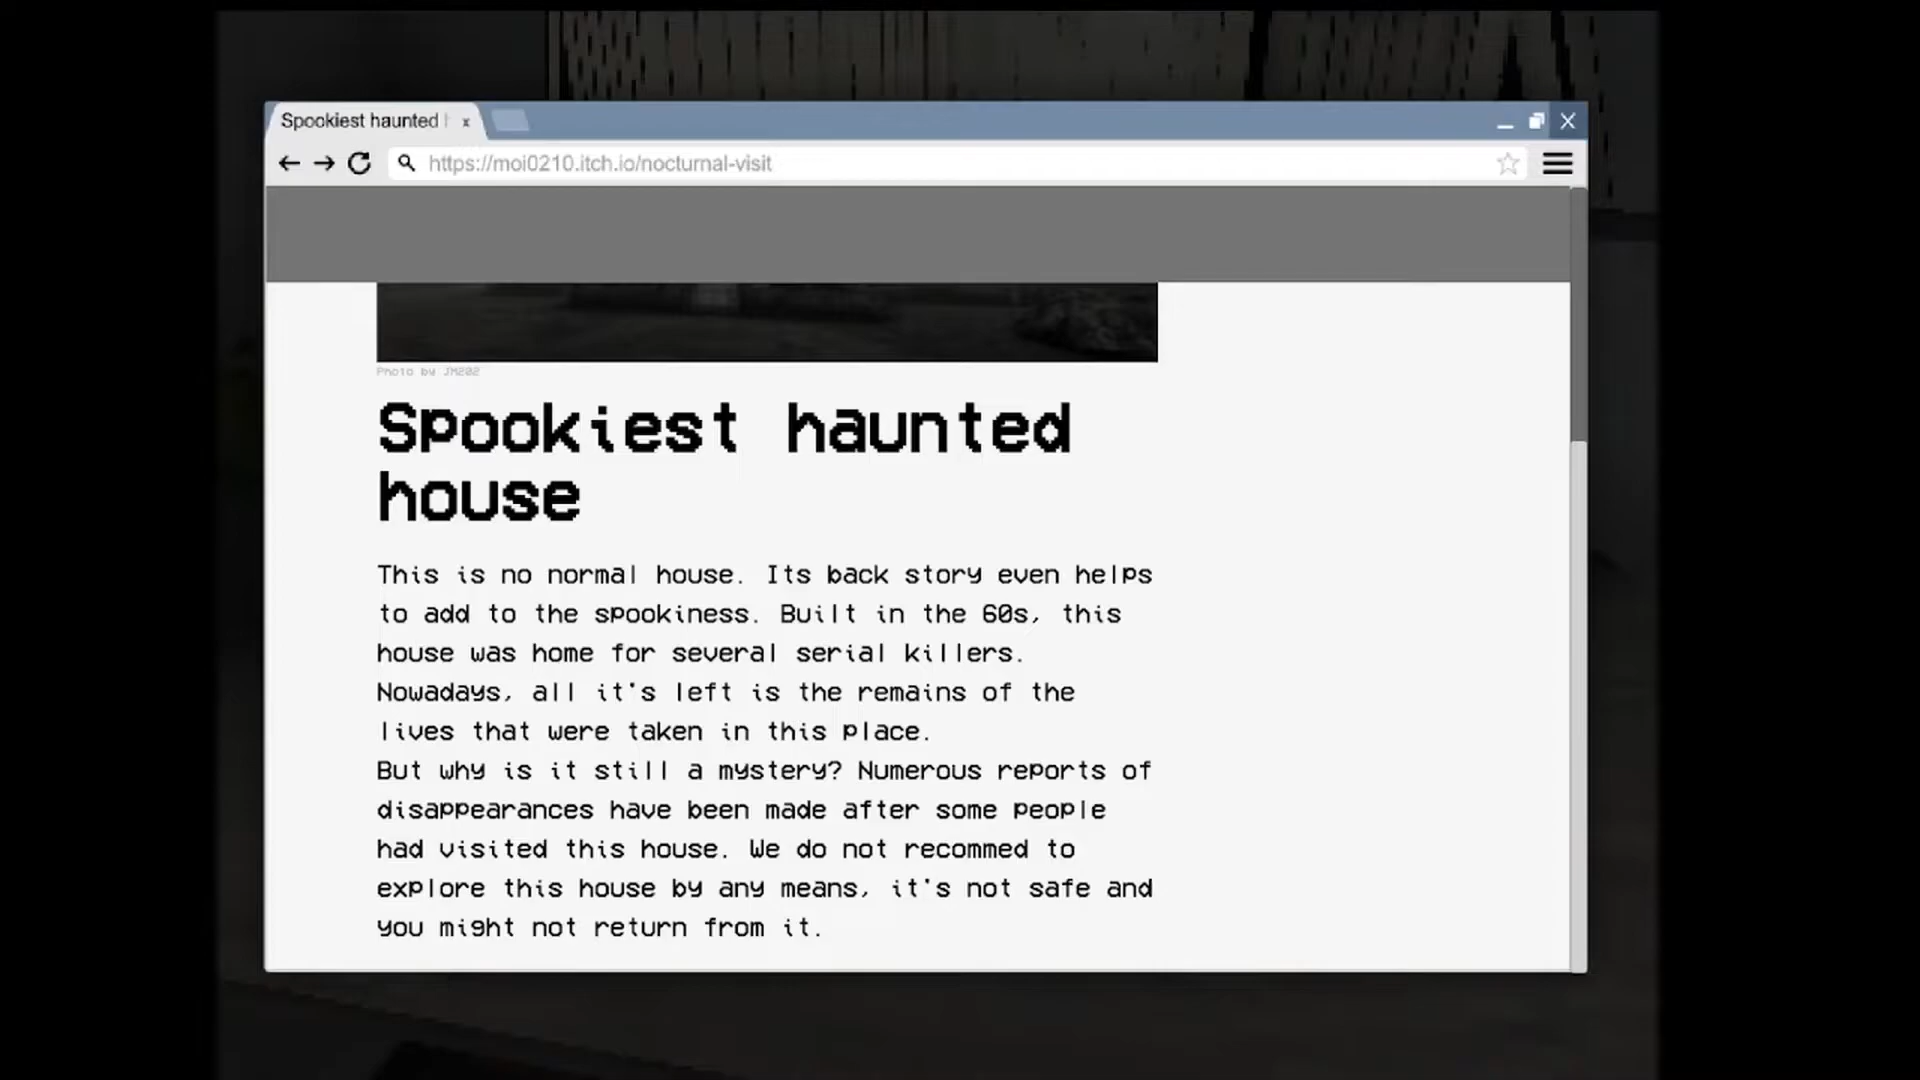 Spookiest haunted
https://moi0210.itch.io/nocturnal-visit
Photo by JM202
Spookiest haunted
house
This is no normal house. Its back story even helps
to add to the spookiness. Built in the 60s, this
house was home for several serial killers.
Nowadays, all it's left is the remains of the
lives that were taken in this place.
But why is it still a mystery? Numerous reports of
disappearances have been made after some people
had visited this house. We do not recommed to
explore this house by any means, it's not safe and
you might not return from it.